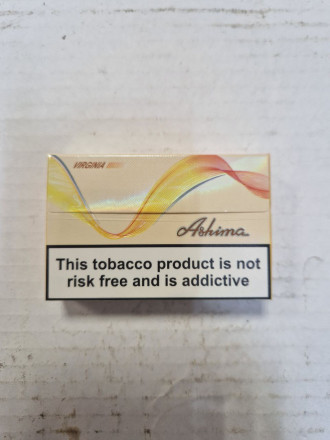 VIRGINIA
Ashima
This tobacco product is not
risk free and is addictive